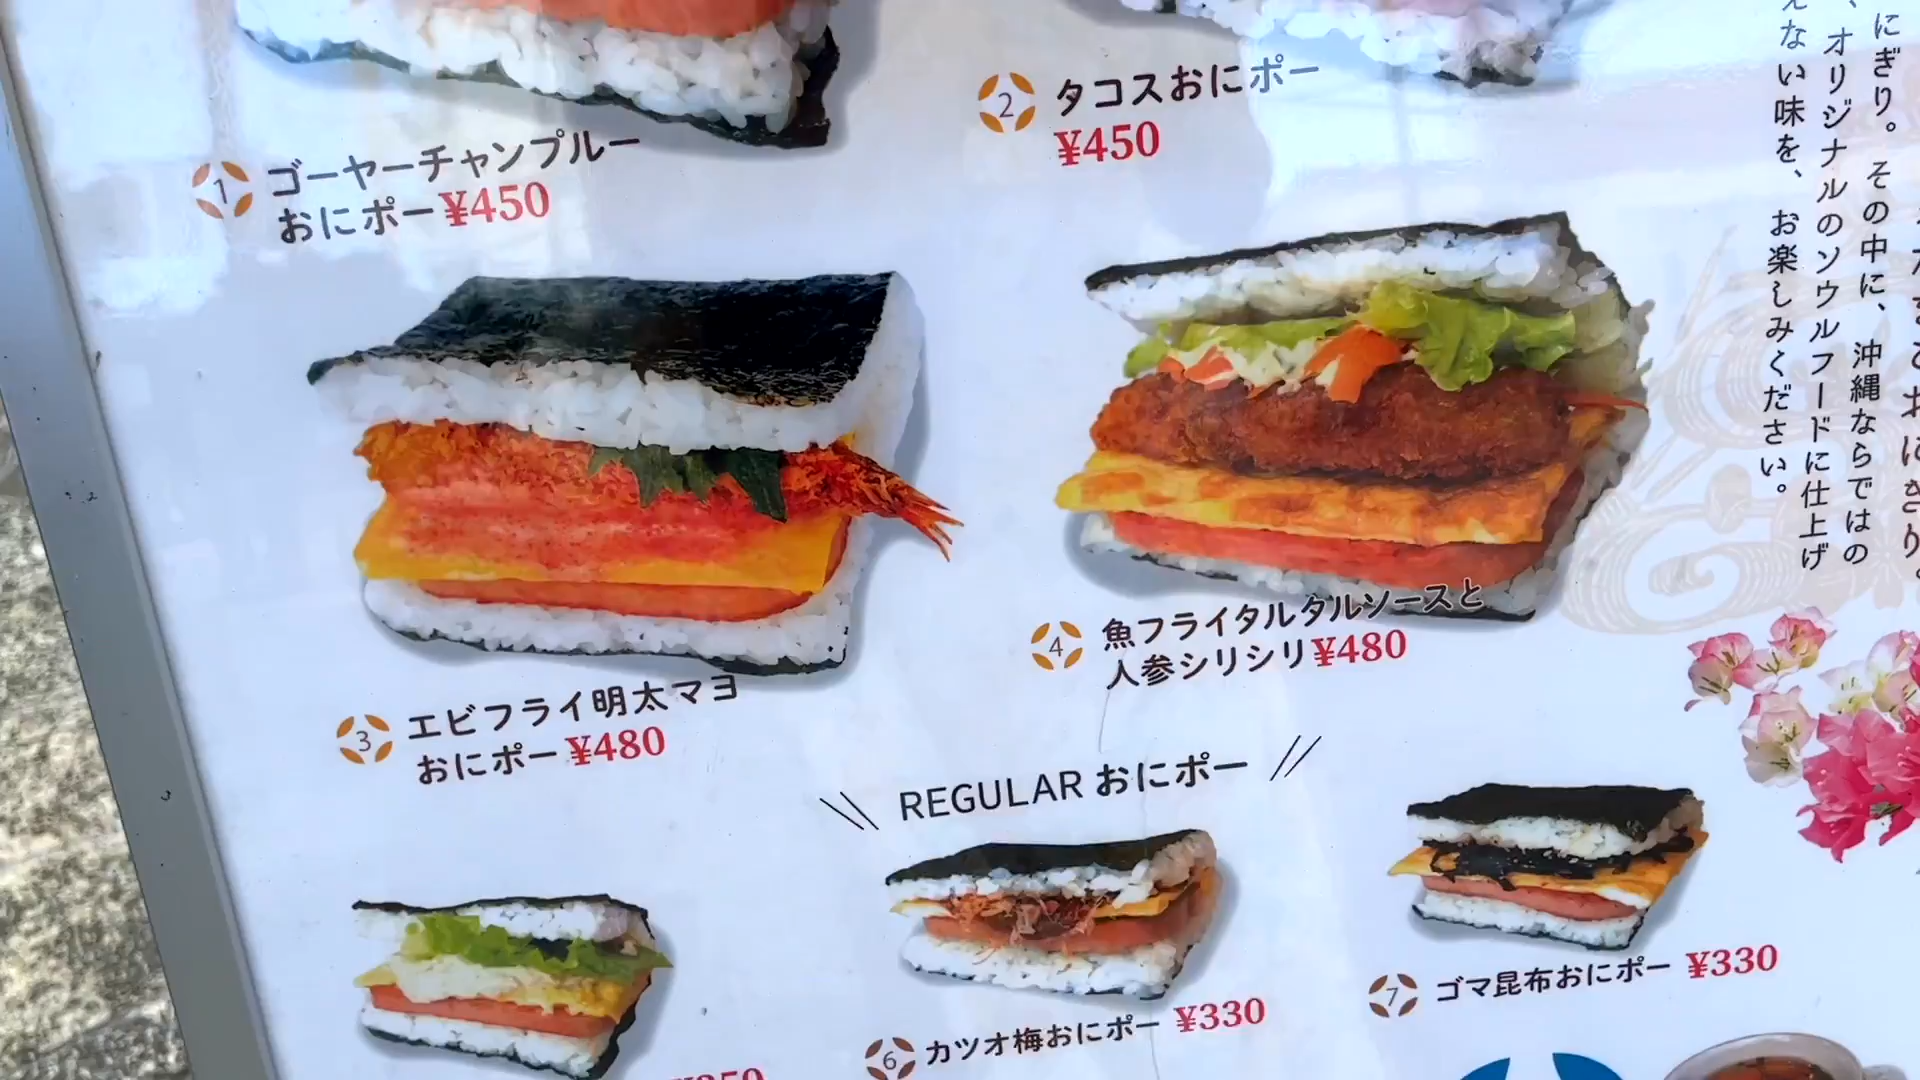 1 ゴーヤーチャンプルー
おにポー ¥450
2 タコスおにポー
¥450
にぎり。その中に、沖縄ならではの
、オリジナルのソウルフードに仕上げ
えない味を、お楽しみください。
3 エビフライ明太マヨ
おにポー ¥480
4 魚フライタルタルソースと
人参シリシリ ¥480
REGULAR おにポー
6 カツオ梅おにポー ¥330
7 ゴマ昆布おにポー ¥330